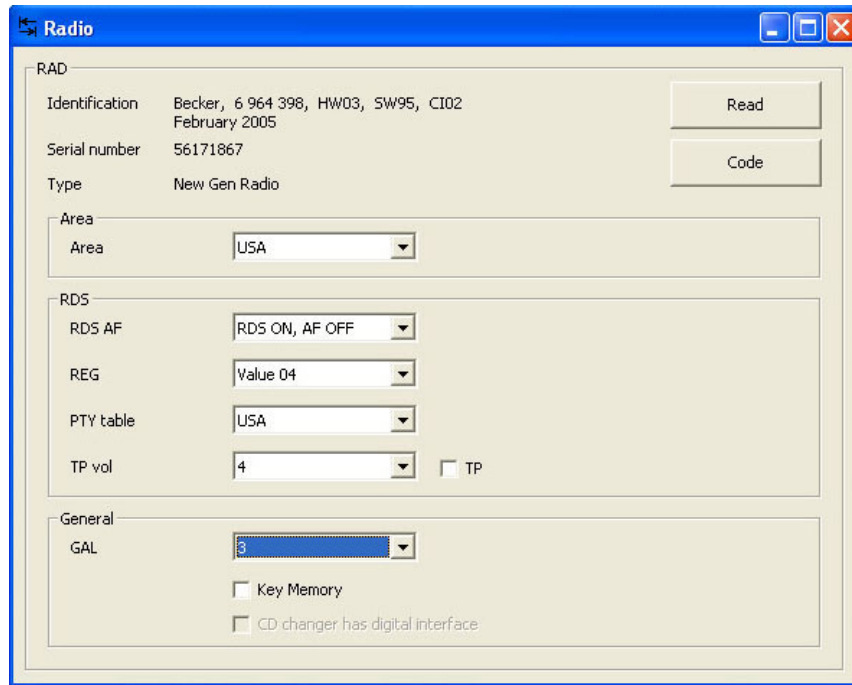 Radio
RAD
Identification Becker, 6 964 398, HW03, SW95, CI02
February 2005
Read
Serial number 56171867
Code
Type New Gen Radio
Area
Area USA
RDS
RDS AF RDS ON, AF OFF
REG Value 04
PTY table USA
TP vol 4 TP
General
GAL 3
Key Memory
CD changer has digital interface